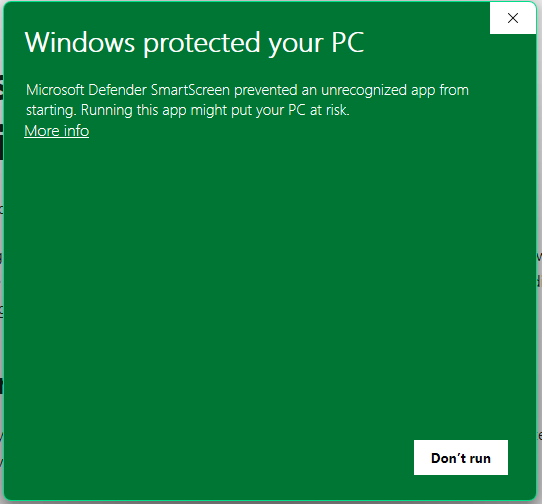 Windows protected your PC
Microsoft Defender SmartScreen prevented an unrecognized app from
starting. Running this app might put your PC at risk.
More info
Don’t run